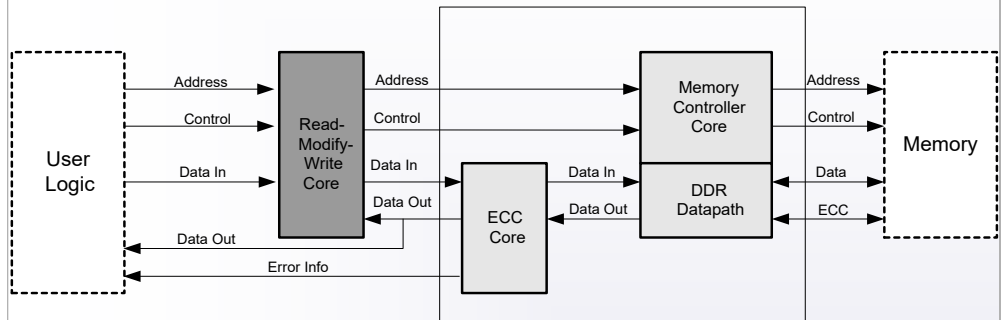 User
Logic
Address
Control
Data In
Data Out
Error Info
Read-
Modify-
Write
Core
Address
Control
Data In
Data Out
ECC
Core
Data In
Data Out
Memory
Controller
Core
DDR
Datapath
Address
Control
Data
ECC
Memory